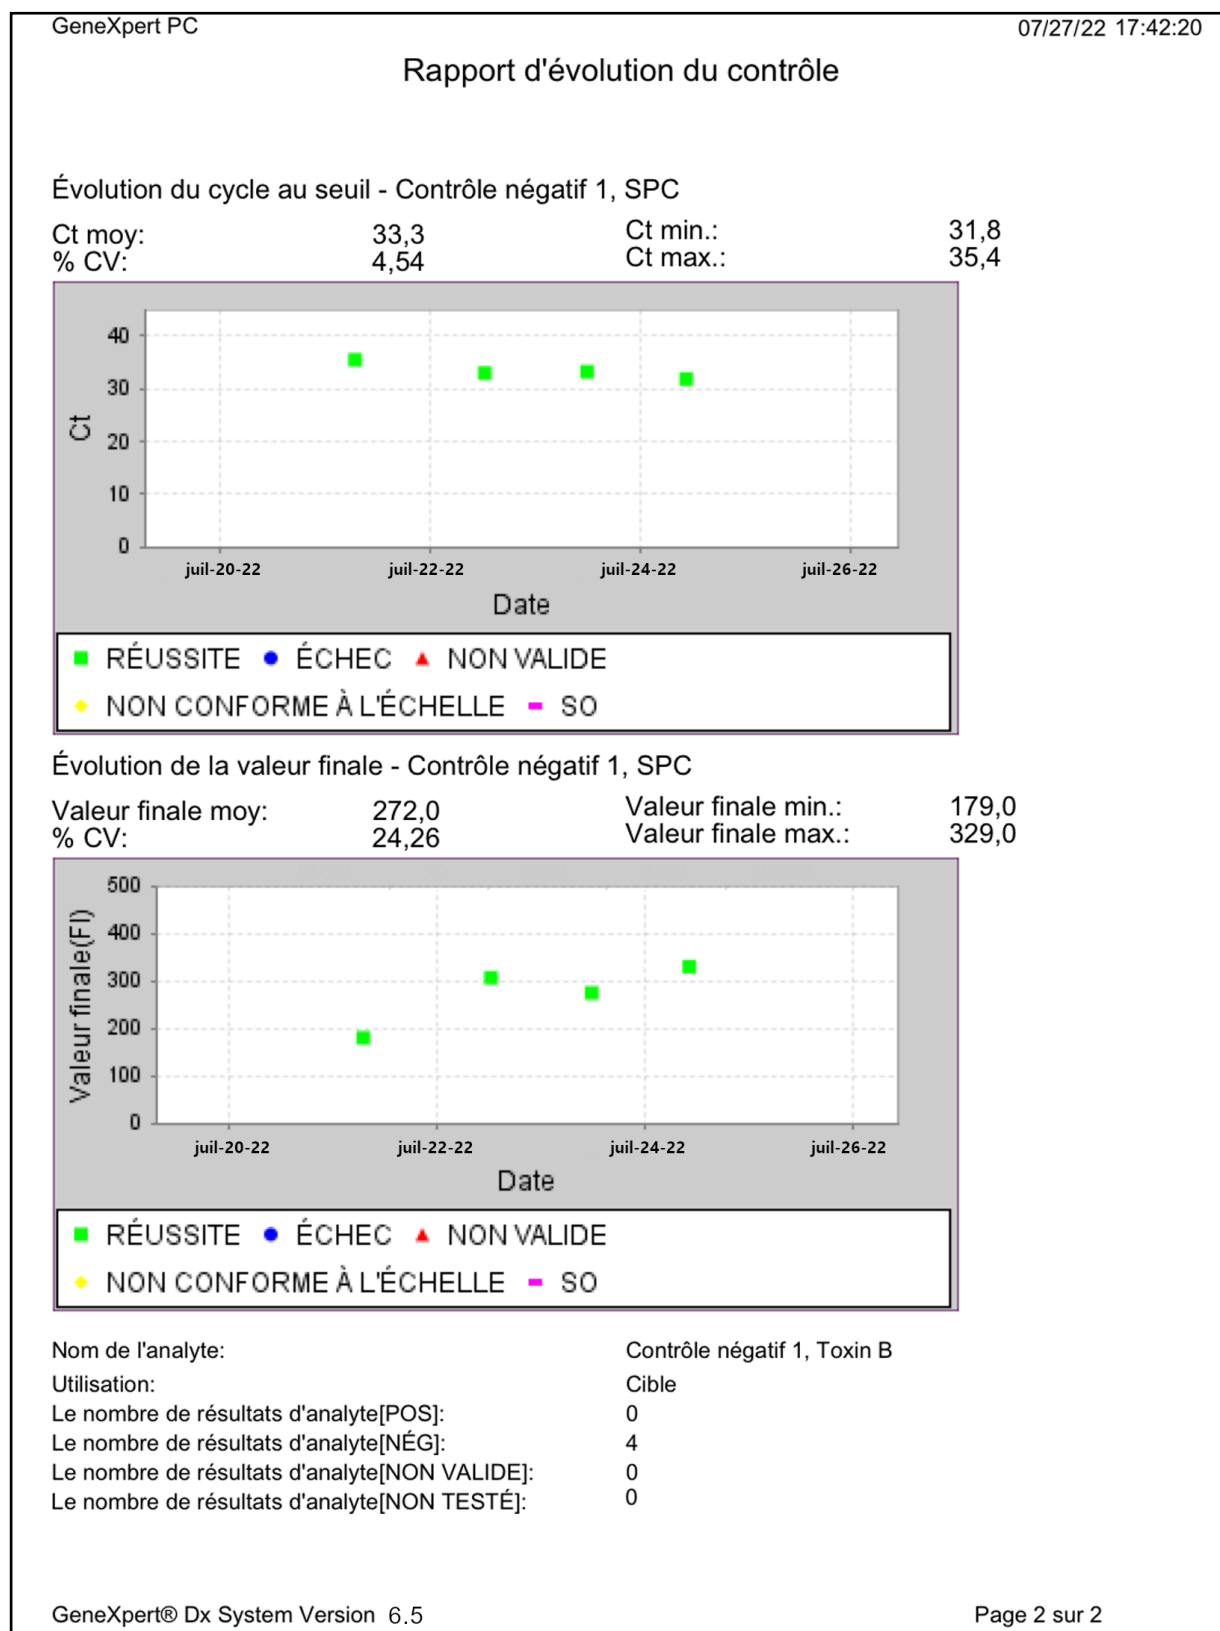 GeneXpert PC 07/27/22 17:42:20
Rapport d'évolution du contrôle
Évolution du cycle au seuil - Contrôle négatif 1, SPC
Ct moy: 33,3 Ct min.: 31,8
% CV: 4,54 Ct max.: 35,4
40
30
20
10
0
Ct
juil-20-22 juil-22-22 juil-24-22 juil-26-22
Date
RÉUSSITE ÉCHEC NON VALIDE
NON CONFORME À L'ÉCHELLE SO
Évolution de la valeur finale - Contrôle négatif 1, SPC
Valeur finale moy: 272,0 Valeur finale min.: 179,0
% CV: 24,26 Valeur finale max.: 329,0
500
400
300
200
100
0
Valeur finale(FI)
juil-20-22 juil-22-22 juil-24-22 juil-26-22
Date
RÉUSSITE ÉCHEC NON VALIDE
NON CONFORME À L'ÉCHELLE SO
Nom de l'analyte: Contrôle négatif 1, Toxin B
Utilisation: Cible
Le nombre de résultats d'analyte[POS]: 0
Le nombre de résultats d'analyte[NÉG]: 4
Le nombre de résultats d'analyte[NON VALIDE]: 0
Le nombre de résultats d'analyte[NON TESTÉ]: 0
GeneXpert® Dx System Version 6.5 Page 2 sur 2